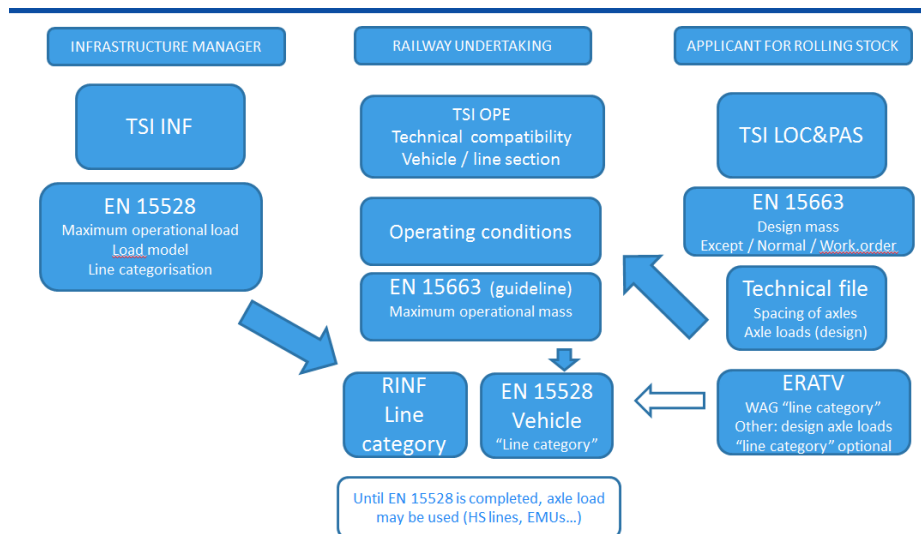 INFRASTRUCTURE MANAGER
RAILWAY UNDERTAKING
APPLICANT FOR ROLLING STOCK
TSI INF
EN 15528
Maximum operational load
Load model
Line categorisation
TSI OPE
Technical compatibility
Vehicle / line section
Operating conditions
EN 15663 (guideline)
Maximum operational mass
RINF
Line
category
EN 15528
Vehicle
"Line category"
TSI LOC&PAS
EN 15663
Design mass
Except / Normal / Work.order
Technical file
Spacing of axles
Axle loads (design)
ERATV
WAG "line category"
Other: design axle loads
"line category" optional
Until EN 15528 is completed, axle load
may be used (HS lines, EMUs...)